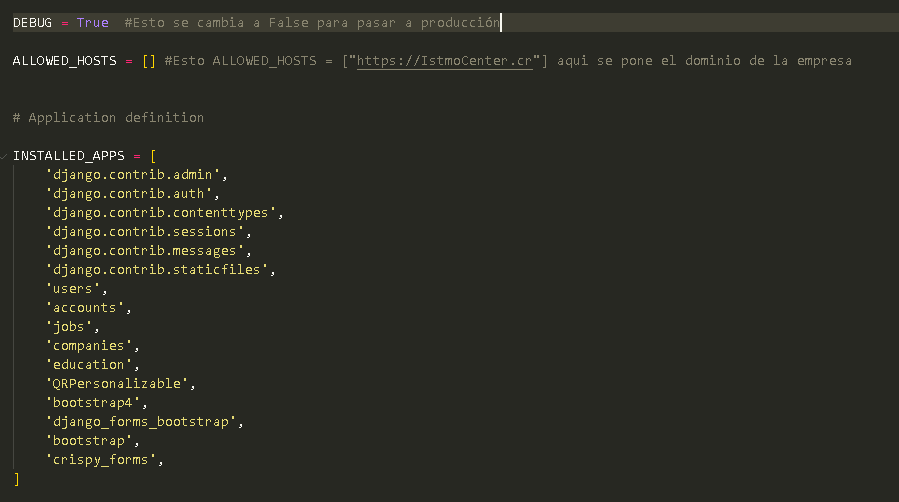 DEBUG = True  #Esto se cambia a False para pasar a producción
ALLOWED_HOSTS = [] #Esto ALLOWED_HOSTS = ["https://IstmoCenter.cr"] aqui se pone el dominio de la empresa
# Application definition
INSTALLED_APPS = [
    'django.contrib.admin',
    'django.contrib.auth',
    'django.contrib.contenttypes',
    'django.contrib.sessions',
    'django.contrib.messages',
    'django.contrib.staticfiles',
    'users',
    'accounts',
    'jobs',
    'companies',
    'education',
    'QRPersonalizable',
    'bootstrap4',
    'django_forms_bootstrap',
    'bootstrap',
    'crispy_forms',
]